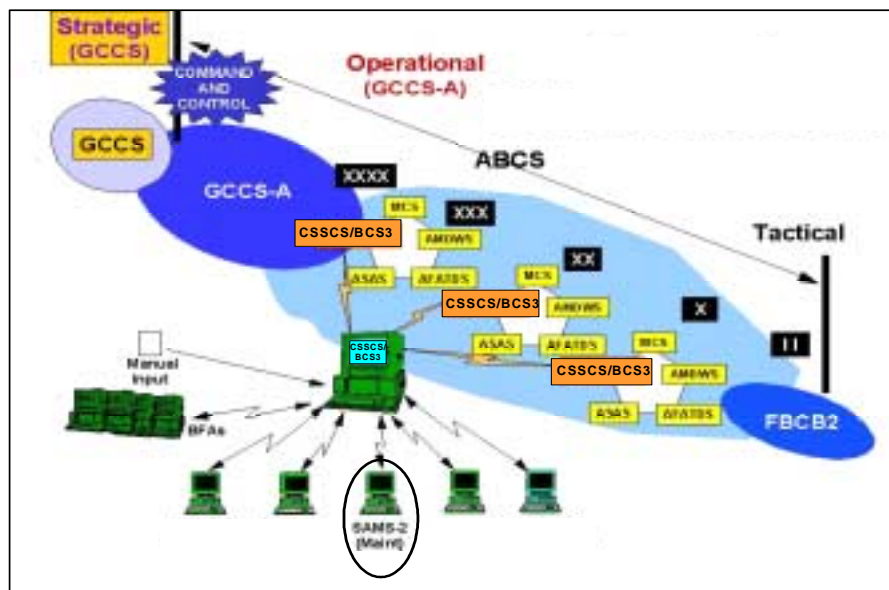 Strategic
(GCCS)
COMMAND
AND
CONTROL
Operational
(GCCS-A)
GCCS
ABCS
GCCS-A
XXXX
MCS
XXX
CSSCS/BCS3
AMDWS
Tactical
ASAS
AFATDS
MCS
XX
CSSCS/BCS3
AMDWS
X
ASAS
AFATDS
MCS
II
CSSCS/
BCS3
CSSCS/BCS3
AMDWS
Manual
Input
ASAS
AFATDS
FBCB2
BFAs
SAMS-2
(Maint)